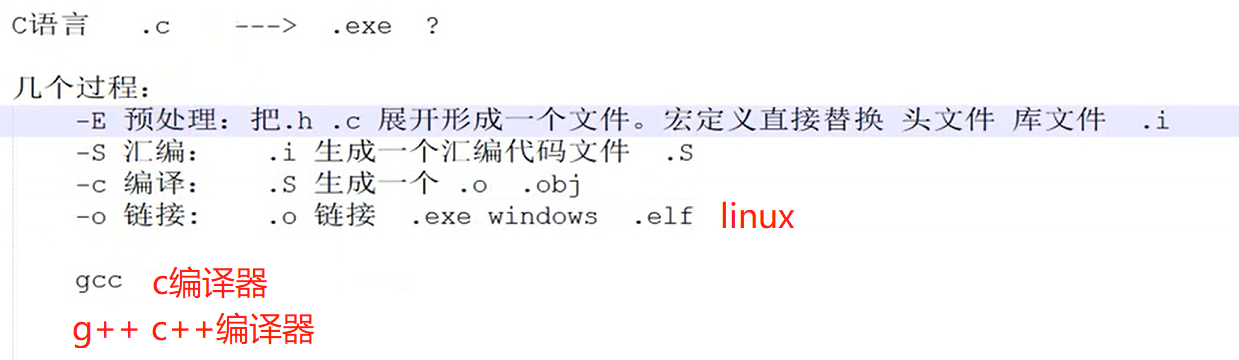 C语言 .c ---> .exe ?
几个过程：
-E 预处理：把.h .c 展开形成一个文件。宏定义直接替换 头文件 库文件 .i
-S 汇编： .i 生成一个汇编代码文件 .S
-c 编译： .S 生成一个 .o .obj
-o 链接: .o 链接 .exe windows .elf linux
gcc c编译器
g++ c++编译器